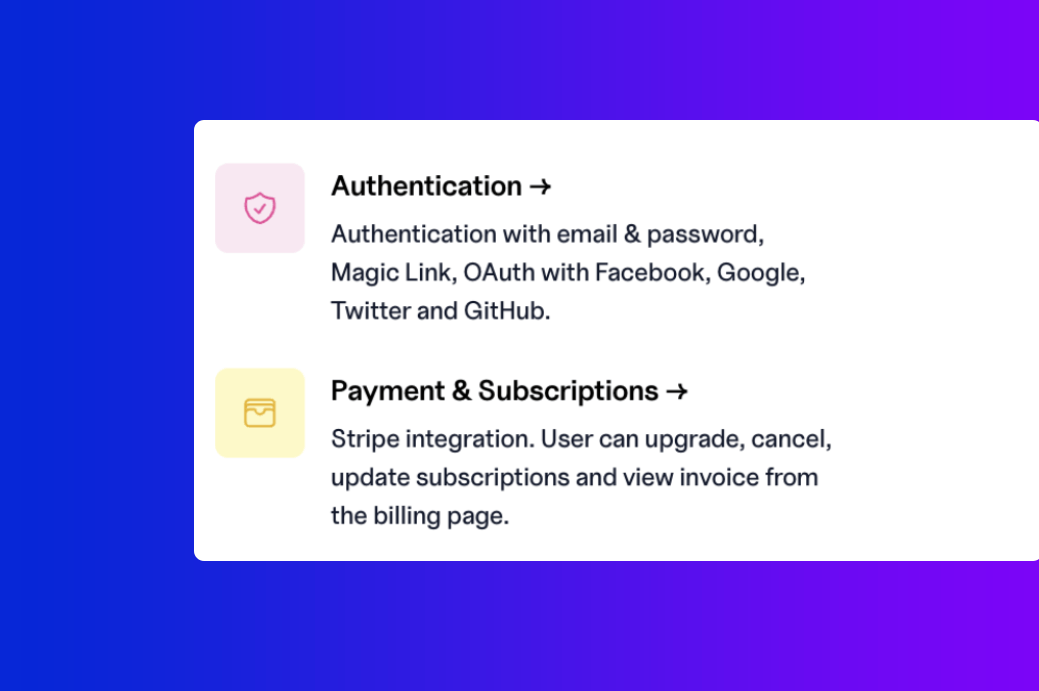 Authentication →
Authentication with email & password,
Magic Link, OAuth with Facebook, Google,
Twitter and GitHub.
Payment & Subscriptions →
Stripe integration. User can upgrade, cancel,
update subscriptions and view invoice from
the billing page.